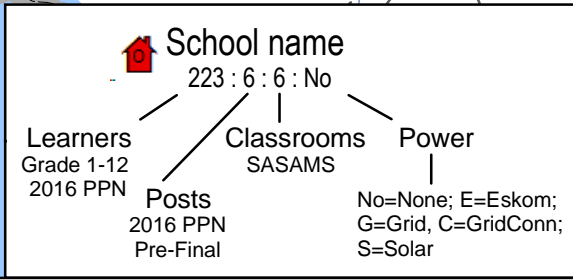 School name
223 : 6 : 6 : No
Learners
Grade 1-12
2016 PPN
Posts
2016 PPN
Pre-Final
Classrooms
SASAMS
Power
No=None; E=Eskom;
G=Grid, C=GridConn;
S=Solar